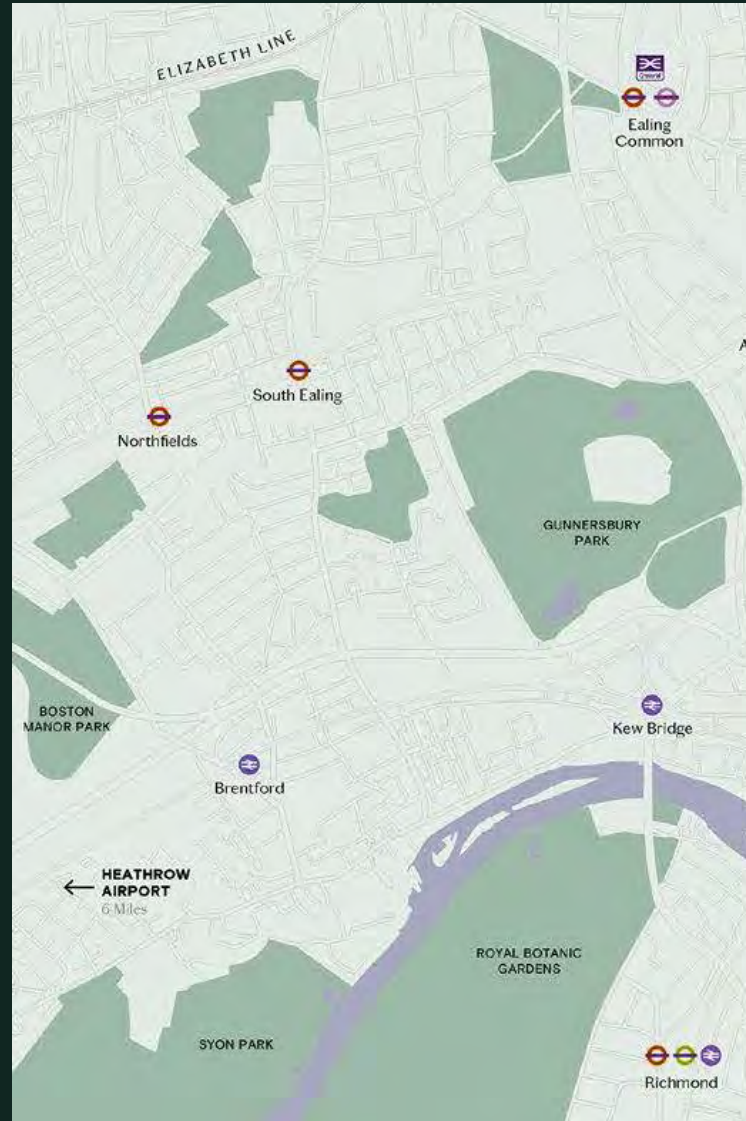 ELIZABETH LINE
Ealing
Common
South Ealing
Northfields
GUNNERSBURY
PARK
BOSTON
MANOR PARK
Kew Bridge
Brentford
HEATHROW
AIRPORT
6 Miles
ROYAL BOTANIC
GARDENS
SYON PARK
Richmond